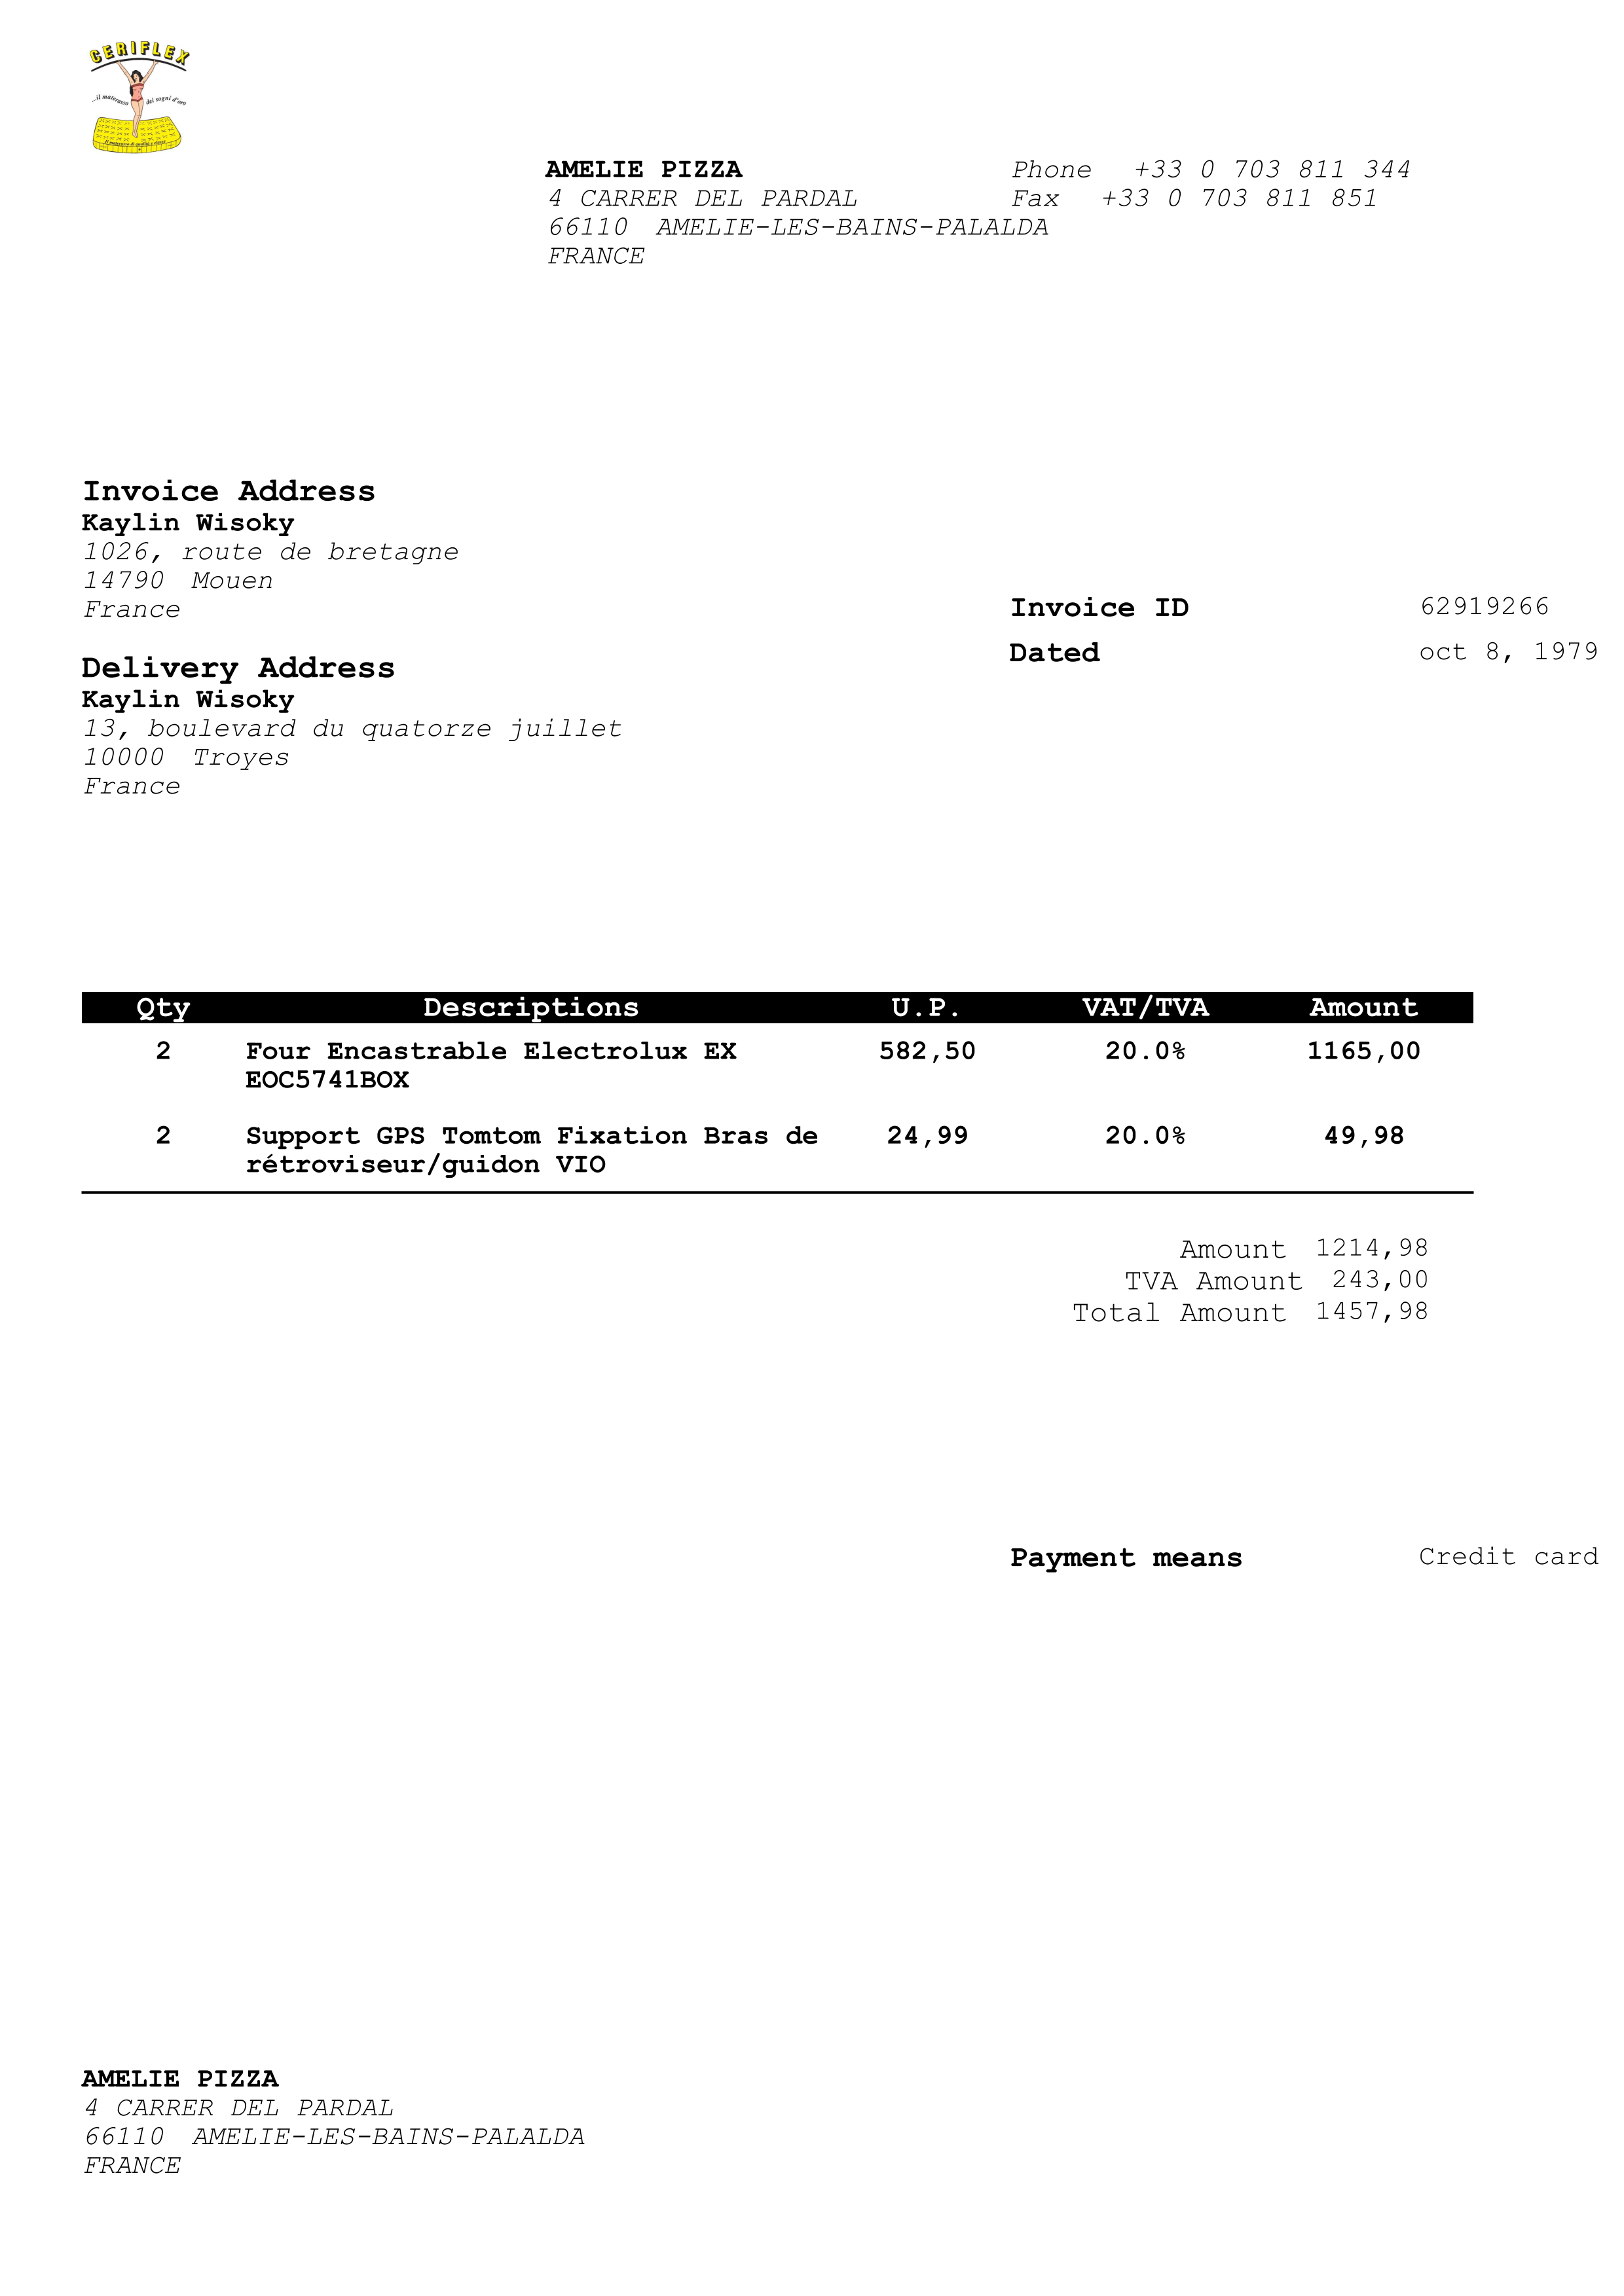 CERIFLEX
...il materasso dei sogni d'oro
AMELIE PIZZA
4 CARRER DEL PARDAL
66110 AMELIE-LES-BAINS-PALALDA
FRANCE
Phone +33 0 703 811 344
Fax +33 0 703 811 851
Invoice Address
Kaylin Wisoky
1026, route de bretagne
14790 Mouen
France
Invoice ID 62919266
Dated oct 8, 1979
Delivery Address
Kaylin Wisoky
13, boulevard du quatorze juillet
10000 Troyes
France
Qty Descriptions U.P. VAT/TVA Amount
2 Four Encastrable Electrolux EX 582,50 20.0% 1165,00
EOC5741BOX
2 Support GPS Tomtom Fixation Bras de 24,99 20.0% 49,98
rétroviseur/guidon VIO
Amount 1214,98
TVA Amount 243,00
Total Amount 1457,98
Payment means Credit card
AMELIE PIZZA
4 CARRER DEL PARDAL
66110 AMELIE-LES-BAINS-PALALDA
FRANCE